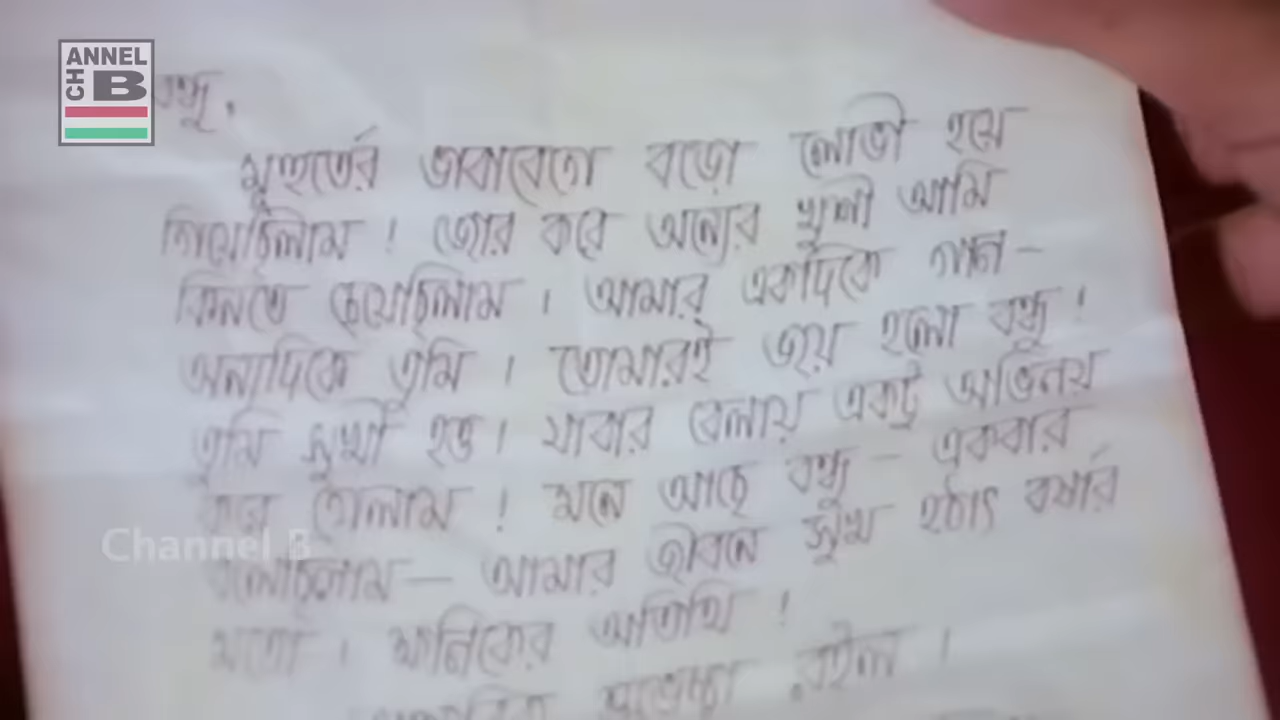 CHANNEL B
বন্ধু,
মুহূর্তের ভাবাবেগে বড়ো লোভী হয়ে
গিয়েছিলাম ! জোর করে অন্যের খুশী আমি
কিনতে চেয়েছিলাম । আমার একদিকে গান –
অন্যদিকে তুমি । তোমারই জয় হলো বন্ধু !
তুমি সুখী হও । যাবার বেলায় একটু অভিনয়
করে গেলাম ! মনে আছে বন্ধু – একবার
বলেছিলাম — আমার জীবনে সুখ হঠাৎ বর্ষার
মতো । ক্ষনিকের অতিথি !
শুভেচ্ছা রইল ।
Channel B